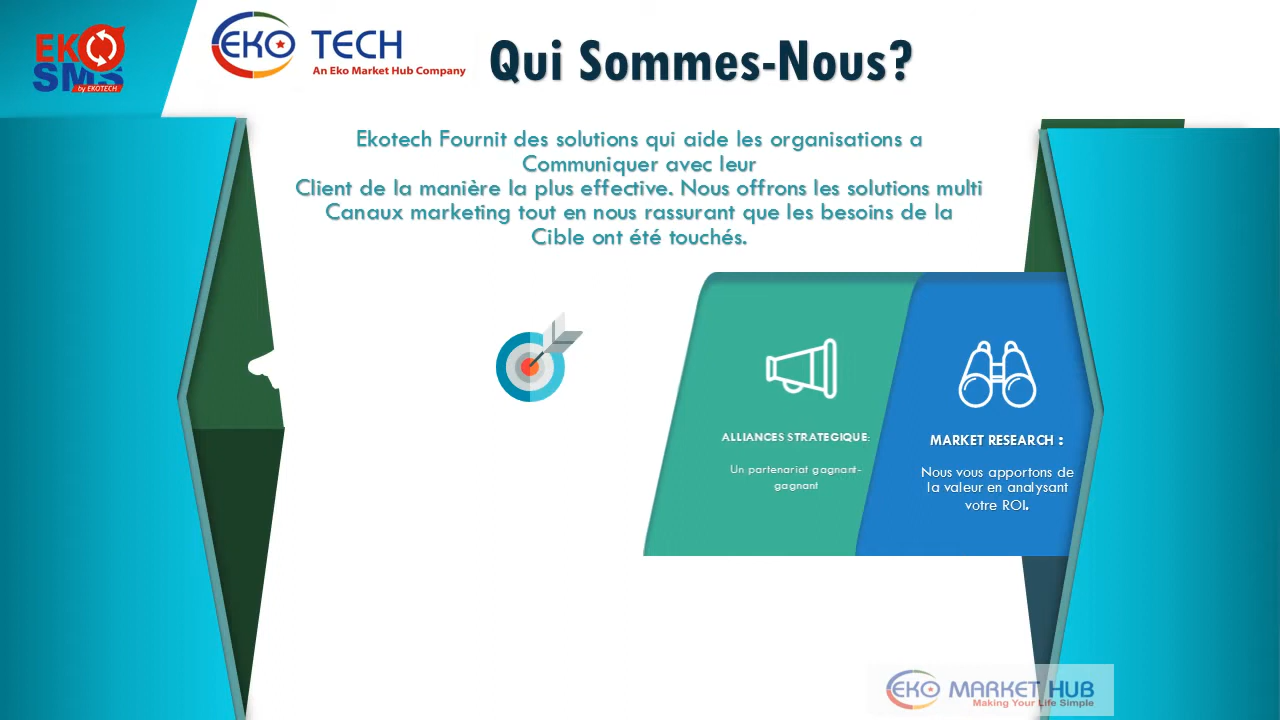 EKO
SMS
by EKOTECH
EKO TECH
An Eko Market Hub Company
Qui Sommes-Nous?
Ekotech Fournit des solutions qui aide les organisations a
Communiquer avec leur
Client de la manière la plus effective. Nous offrons les solutions multi
Canaux marketing tout en nous rassurant que les besoins de la
Cible ont été touchés.
ALLIANCES STRATEGIQUE:
Un partenariat gagnant-
gagnant
MARKET RESEARCH :
Nous vous apportons de
la valeur en analysant
votre ROI.
EKO MARKET HUB
Making Your Life Simple